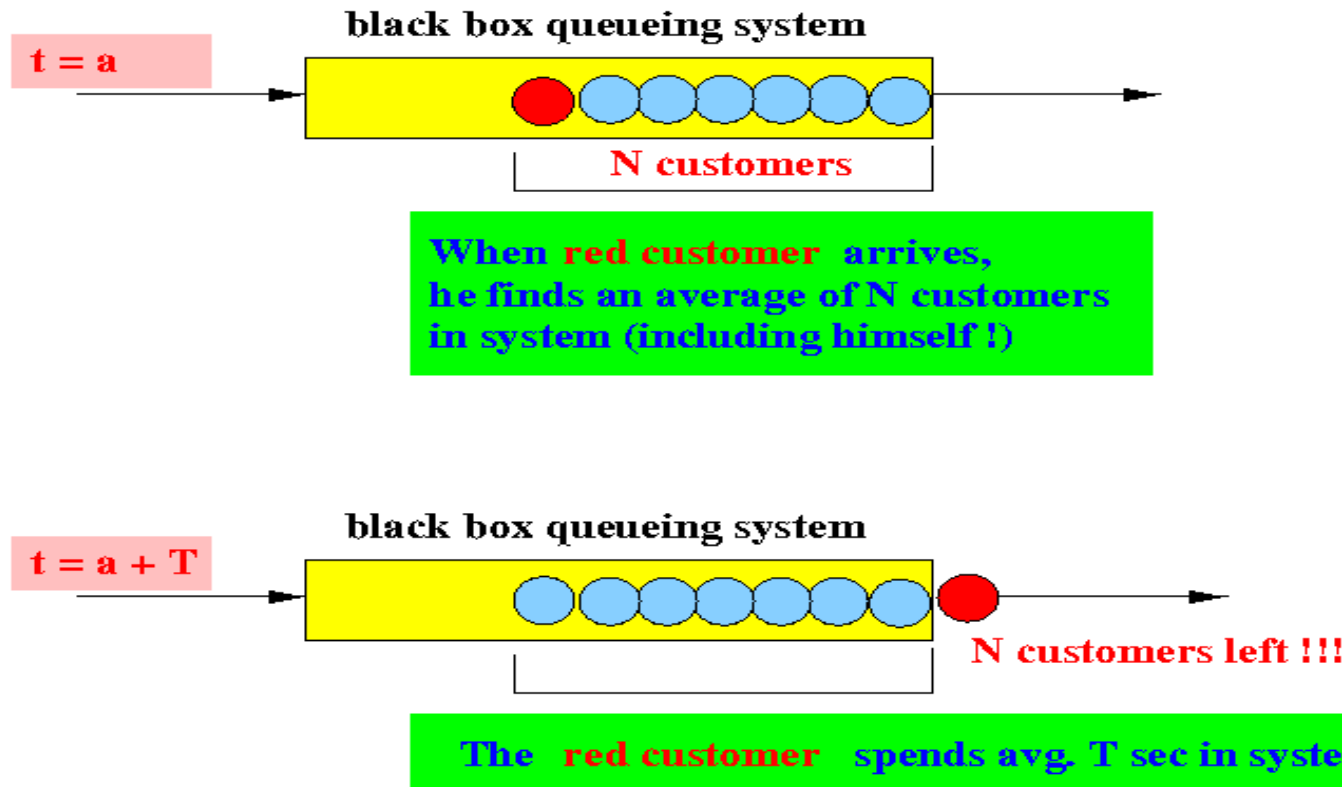 black box queueing system
t = a
N customers
When red customer arrives,
he finds an average of N customers
in system (including himself !)
black box queueing system
t = a + T
N customers left !!!
The red customer spends avg. T sec in syste